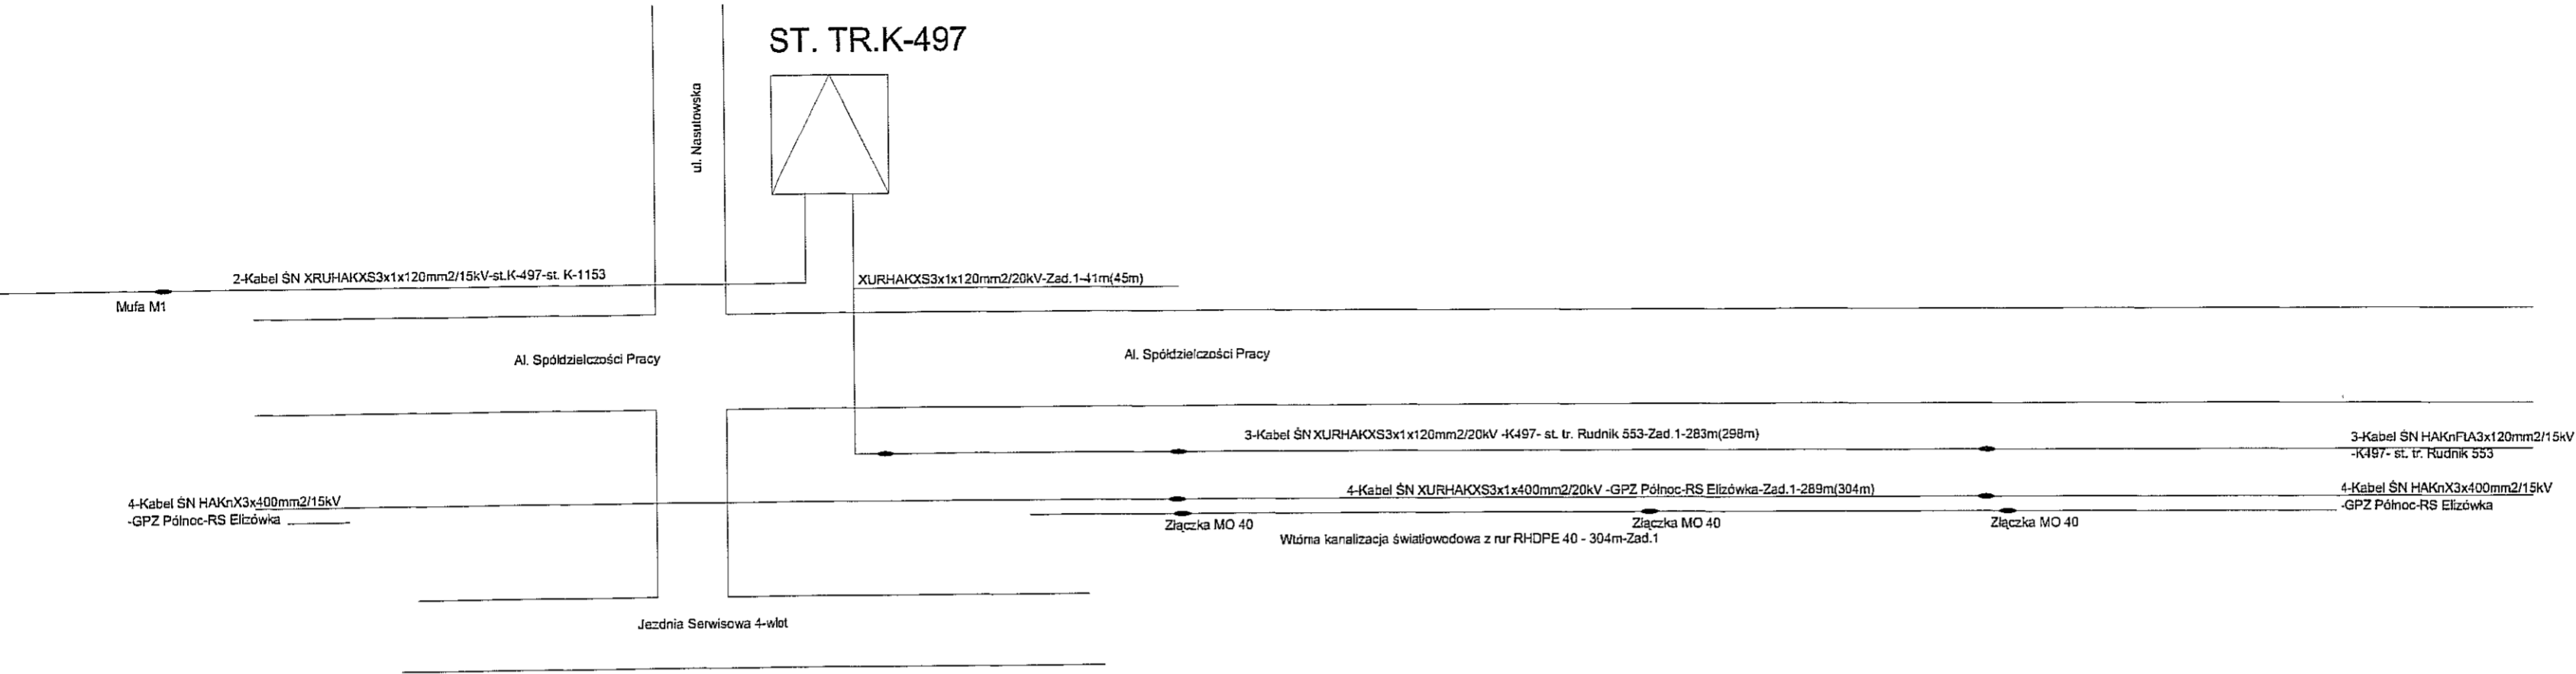 ST. TR.K-497
ul. Nasutowska
2-Kabel ŚN XRUHAKXS3x1x120mm2/15kV-st.K-497-st. K-1153
XURHAKXS3x1x120mm2/20kV-Zad.1-41m(45m)
Mufa M1
Al. Spółdzielczości Pracy
Al. Spółdzielczości Pracy
3-Kabel ŚN XURHAKXS3x1x120mm2/20kV -K497- st. tr. Rudnik 553-Zad.1-283m(298m)
3-Kabel ŚN HAKnFtA3x120mm2/15kV
-K497- st. tr. Rudnik 553
4-Kabel ŚN HAKnX3x400mm2/15kV
-GPZ Północ-RS Elizówka
4-Kabel ŚN XURHAKXS3x1x400mm2/20kV -GPZ Północ-RS Elizówka-Zad.1-289m(304m)
4-Kabel ŚN HAKnX3x400mm2/15kV
-GPZ Północ-RS Elizówka
Złączka MO 40
Złączka MO 40
Złączka MO 40
Wtórna kanalizacja światłowodowa z rur RHDPE 40 - 304m-Zad.1
Jezdnia Serwisowa 4-wlot